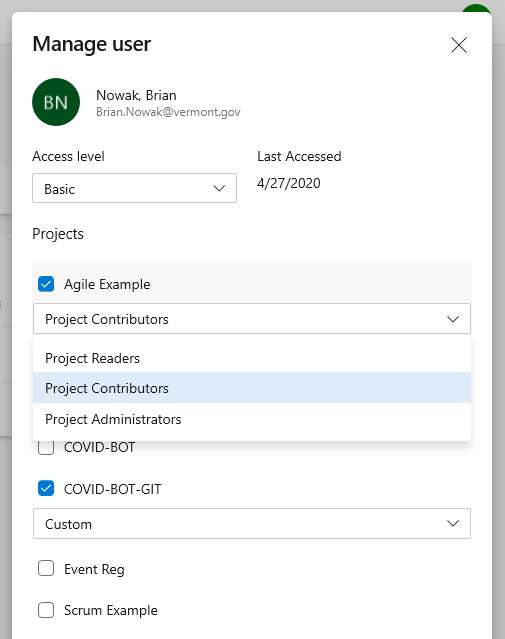 Manage user
BN
Nowak, Brian
Brian.Nowak@vermont.gov
Access level
Last Accessed
Basic
4/27/2020
Projects
Agile Example
Project Contributors
Project Readers
Project Contributors
Project Administrators
COVID-BOT
COVID-BOT-GIT
Custom
Event Reg
Scrum Example